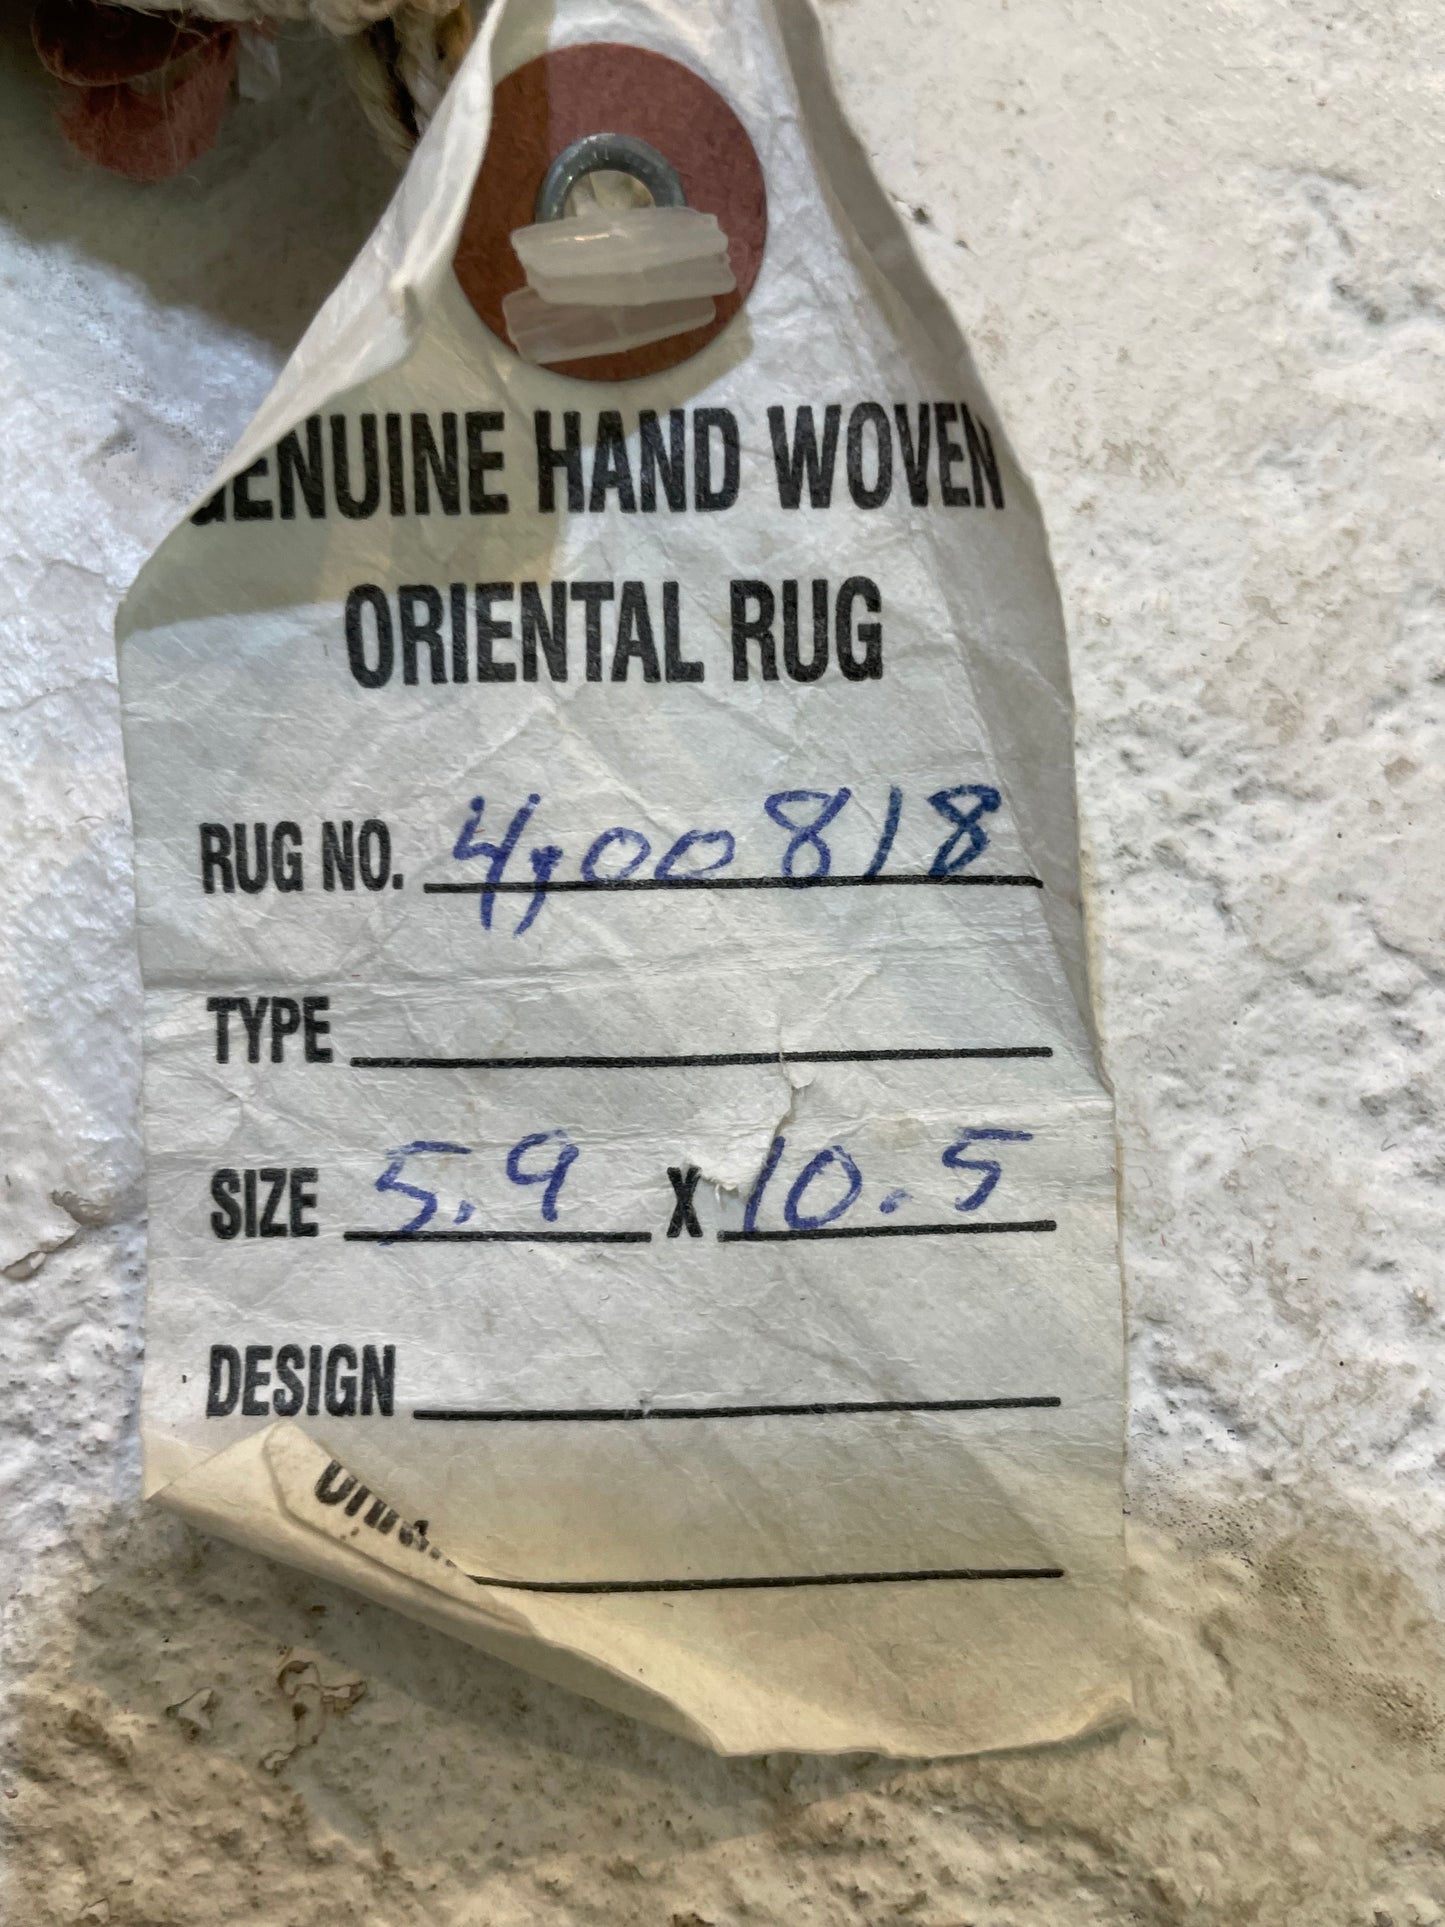 GENUINE HAND WOVEN
ORIENTAL RUG
RUG NO. 4,00818
TYPE
SIZE 5.9 X 10.5
DESIGN